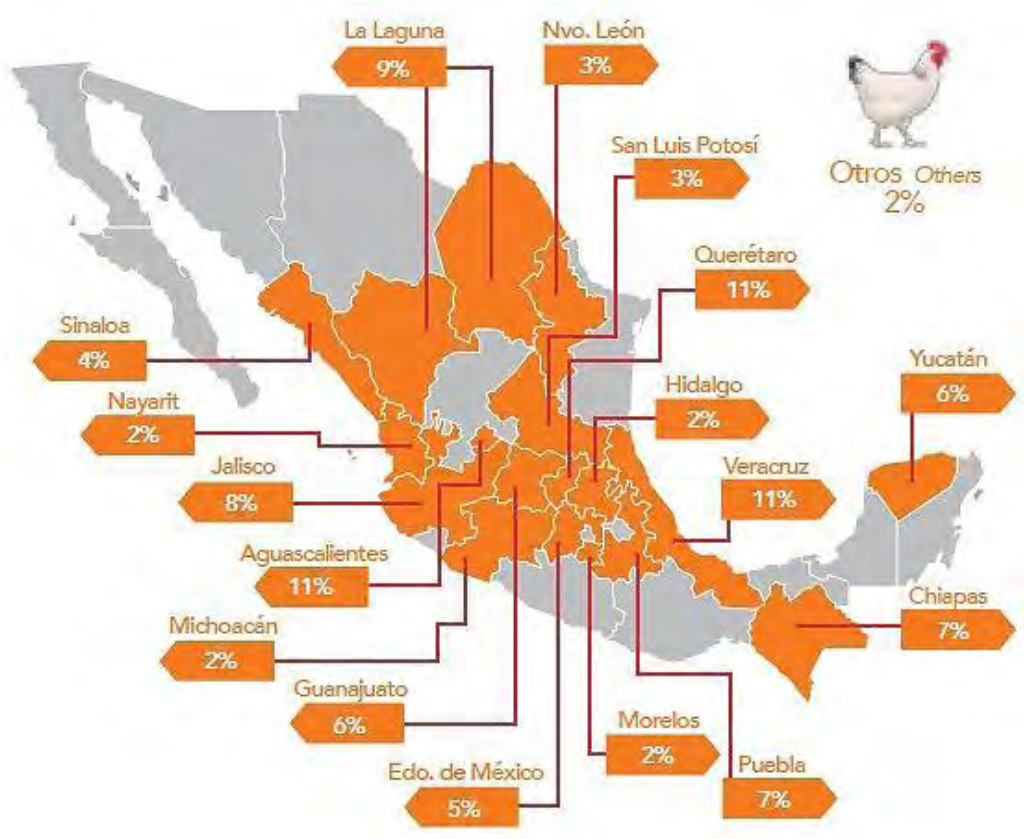 La Laguna
9%
Nvo. León
3%
San Luis Potosí
3%
Otros Others
2%
Querétaro
11%
Sinaloa
4%
Yucatán
6%
Nayarit
2%
Hidalgo
2%
Jalisco
8%
Veracruz
11%
Aguascalientes
11%
Chiapas
7%
Michoacán
2%
Guanajuato
6%
Morelos
2%
Edo. de México
5%
Puebla
7%